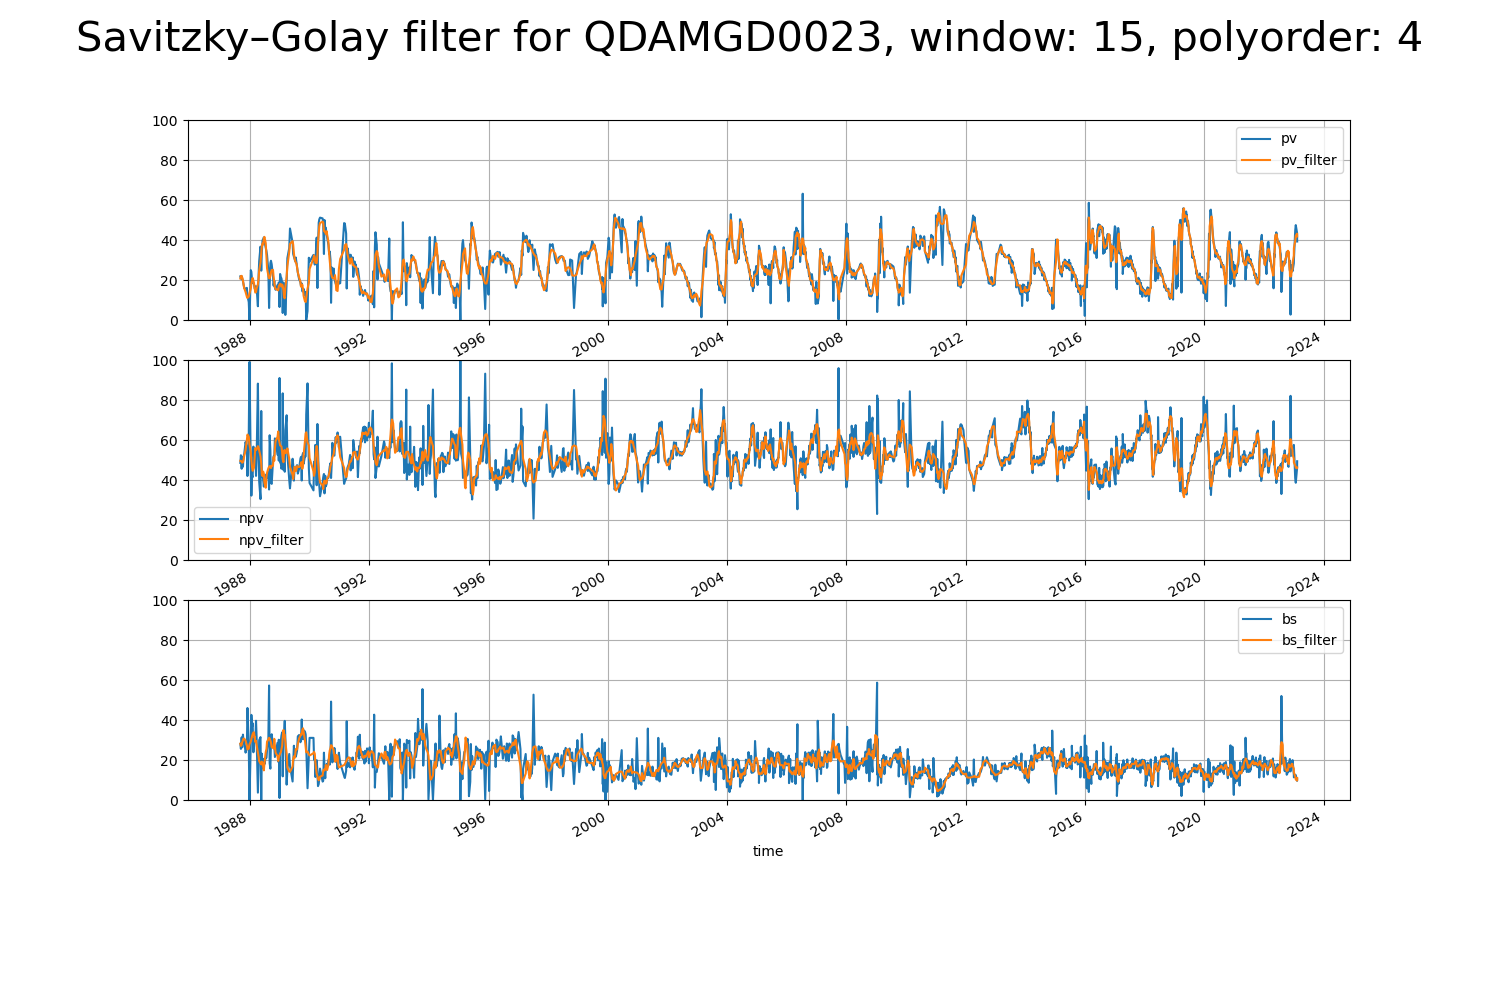 Savitzky–Golay filter for QDAMGD0023, window: 15, polyorder: 4
100
80
60
40
20
0
pv
pv_filter
1988 1992 1996 2000 2004 2008 2012 2016 2020 2024
100
80
60
40
20
0
npv
npv_filter
1988 1992 1996 2000 2004 2008 2012 2016 2020 2024
100
80
60
40
20
0
bs
bs_filter
1988 1992 1996 2000 2004 2008 2012 2016 2020 2024
time